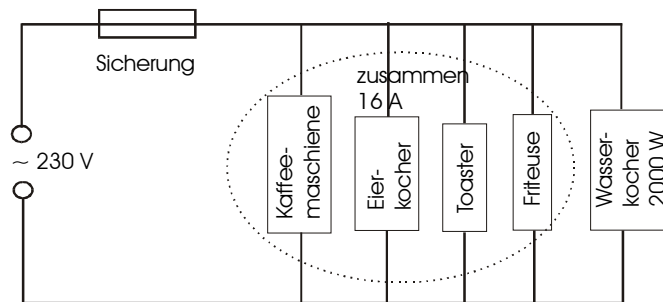 Sicherung
zusammen
16 A
~ 230 V
Kaffee-
maschiene
Eier-
kocher
Toaster
Friteuse
Wasser-
kocher
2000 W